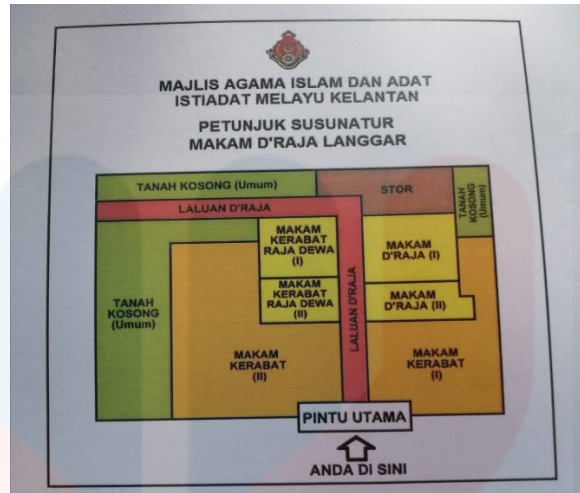 MAJLIS AGAMA ISLAM DAN ADAT
ISTIADAT MELAYU KELANTAN
PETUNJUK SUSUNATUR
MAKAM D'RAJA LANGGAR
TANAH KOSONG (Umum)
STOR
TANAH
KOSONG
(Umum)
LALUAN D'RAJA
MAKAM
KERABAT
RAJA DEWA
(I)
MAKAM
D'RAJA (I)
MAKAM
KERABAT
RAJA DEWA
(II)
MAKAM
D'RAJA (II)
LALUAN D'RAJA
TANAH
KOSONG
(Umum)
MAKAM
KERABAT
(II)
MAKAM
KERABAT
(I)
PINTU UTAMA
ANDA DI SINI